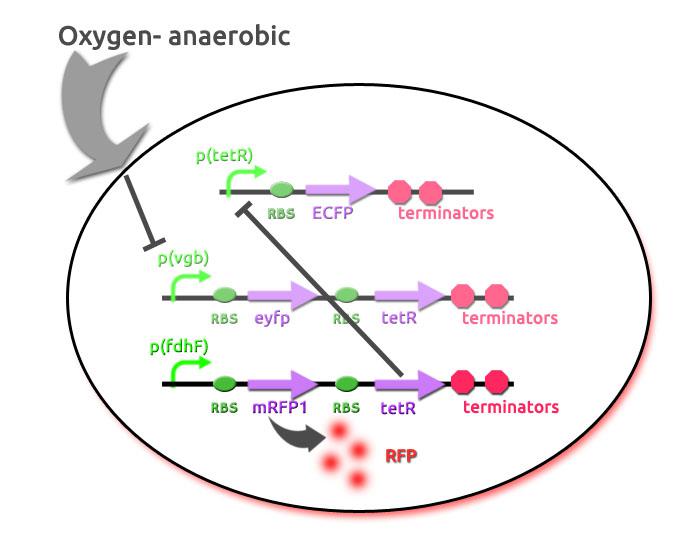 Oxygen- anaerobic
p(tetR)
RBS ECFP terminators
p(vgb)
RBS eyfp RBS tetR terminators
p(fdhF)
RBS mRFP1 RBS tetR terminators
RFP